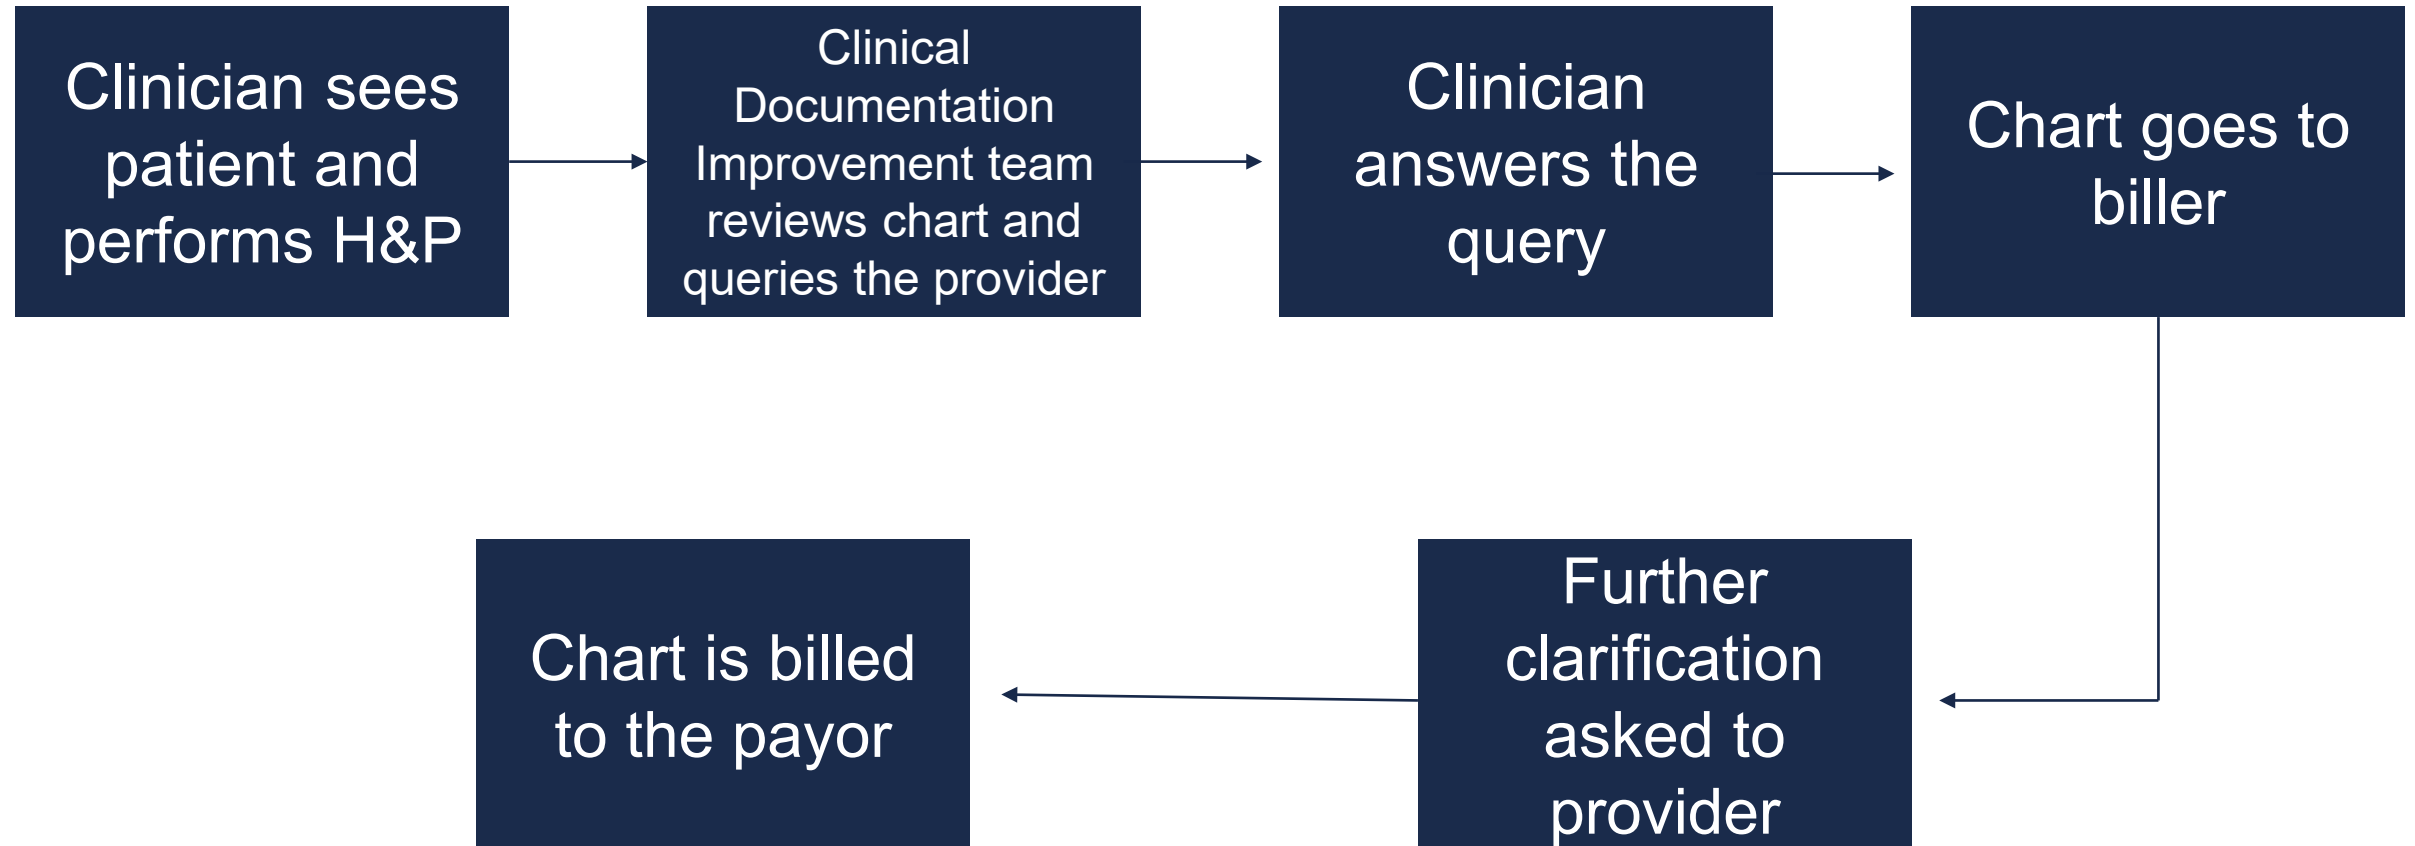 Clinician sees
patient and
performs H&P
Clinical
Documentation
Improvement team
reviews chart and
queries the provider
Clinician
answers the
query
Chart goes to
biller
Further
clarification
asked to
provider
Chart is billed
to the payor